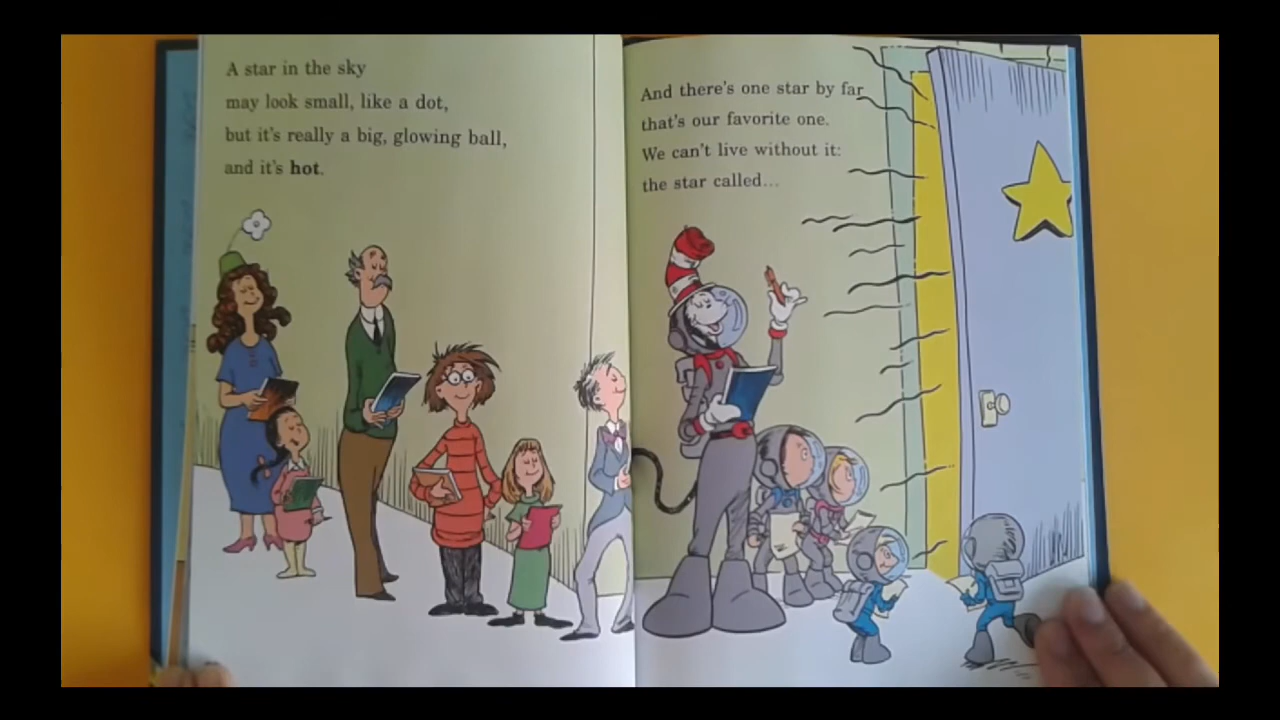 A star in the sky
may look small, like a dot,
but it's really a big, glowing ball,
and it's hot.
And there's one star by far
that's our favorite one.
We can't live without it:
the star called…